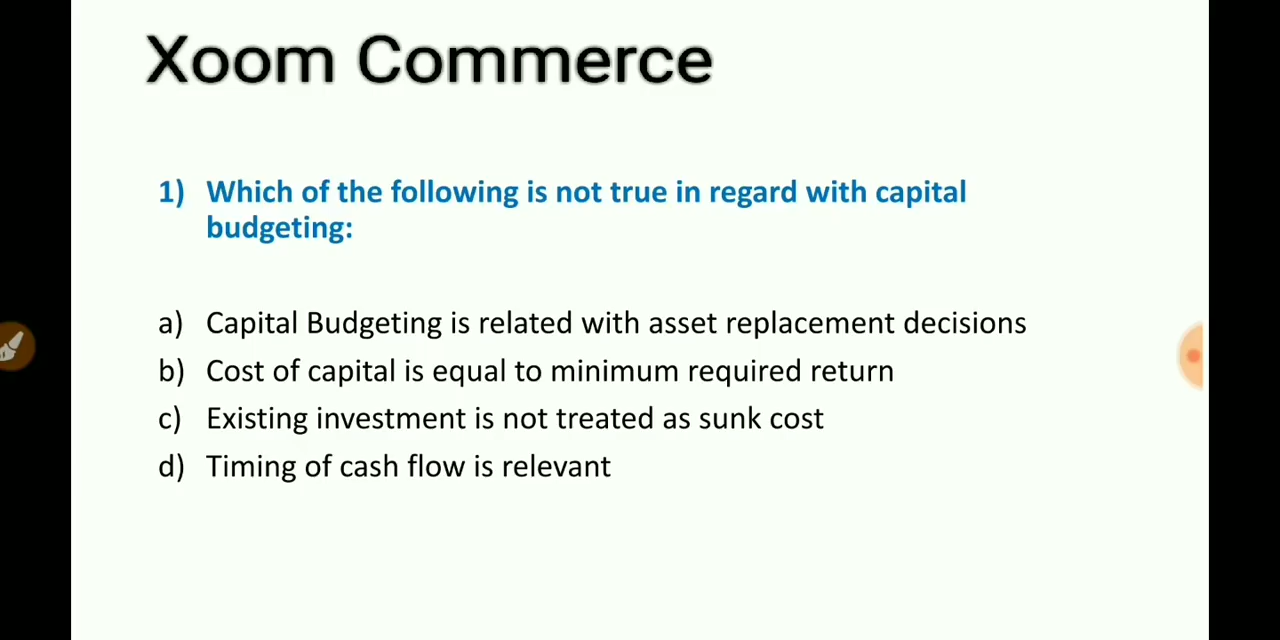 Xoom Commerce
1) Which of the following is not true in regard with capital
budgeting:
a) Capital Budgeting is related with asset replacement decisions
b) Cost of capital is equal to minimum required return
c) Existing investment is not treated as sunk cost
d) Timing of cash flow is relevant